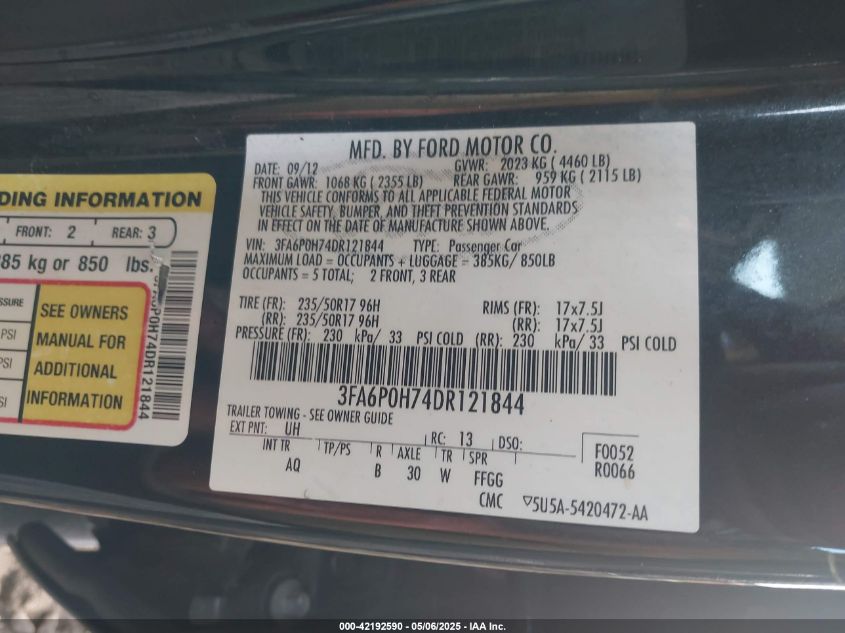 MFD. BY FORD MOTOR CO.
DATE: 09/12 GVWR: 2023 KG ( 4460 LB)
FRONT GAWR: 1068 KG ( 2355 LB) REAR GAWR: 959 KG ( 2115 LB)
THIS VEHICLE CONFORMS TO ALL APPLICABLE FEDERAL MOTOR
VEHICLE SAFETY, BUMPER, AND THEFT PREVENTION STANDARDS
IN EFFECT ON THE DATE OF MANUFACTURE SHOWN ABOVE.
VIN: 3FA6P0H74DR121844 TYPE: Passenger Car
MAXIMUM LOAD = OCCUPANTS + LUGGAGE = 385KG/ 850LB
OCCUPANTS = 5 TOTAL; 2 FRONT, 3 REAR
TIRE (FR): 235/50R17 96H RIMS (FR): 17x7.5J
(RR): 235/50R17 96H (RR): 17x7.5J
PRESSURE (FR): 230 kPa/ 33 PSI COLD (RR): 230 kPa/33 PSI COLD
3FA6P0H74DR121844
TRAILER TOWING - SEE OWNER GUIDE
EXT PNT: UH RC: 13 DSO:
INT TR TP/PS R AXLE TR SPR
AQ B 30 W FFGG
CMC
F0052
R0066
▽5U5A-5420472-AA
DING INFORMATION
FRONT: 2 REAR: 3
385 kg or 850 lbs.
SSURE
PSI
PSI
SI
SEE OWNERS
MANUAL FOR
ADDITIONAL
INFORMATION
P0H74DR121844
000-42192590 - 05/06/2025 - IAA Inc.